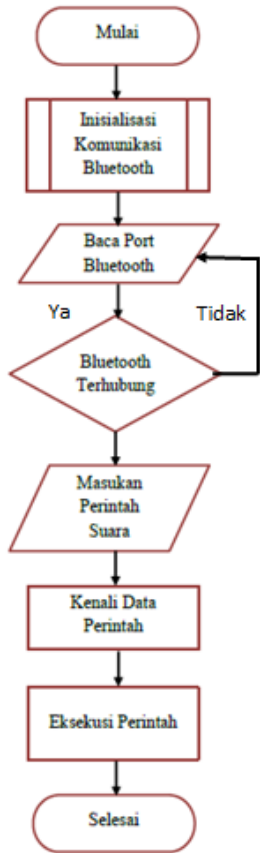 Mulai
Inisialisasi
Komunikasi
Bluetooth
Baca Port
Bluetooth
Ya
Tidak
Bluetooth
Terhubung
Masukan
Perintah
Suara
Kenali Data
Perintah
Eksekusi Perintah
Selesai